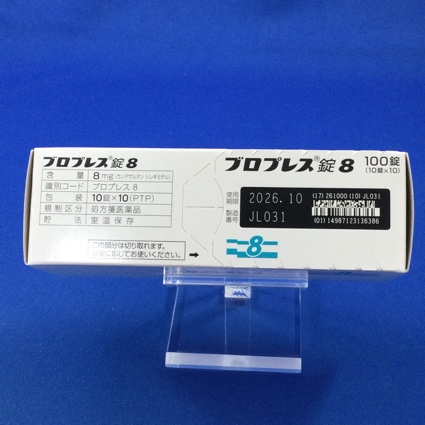 ブロプレス®錠8
含　量 8mg(カンデサルタン シレキセチル)
識別コード ブロプレス 8
包　装 10錠×10(PTP)
規制区分 処方箋医薬品
貯　法 室温保存
この部分は切り取れます。
必要に応じてお使いください。
ブロプレス®錠8 100錠
(10錠×10)
使用期限 2026.10
製造番号 JL031
(17) 261000 (10) JL031
(01) 14987123136386
8